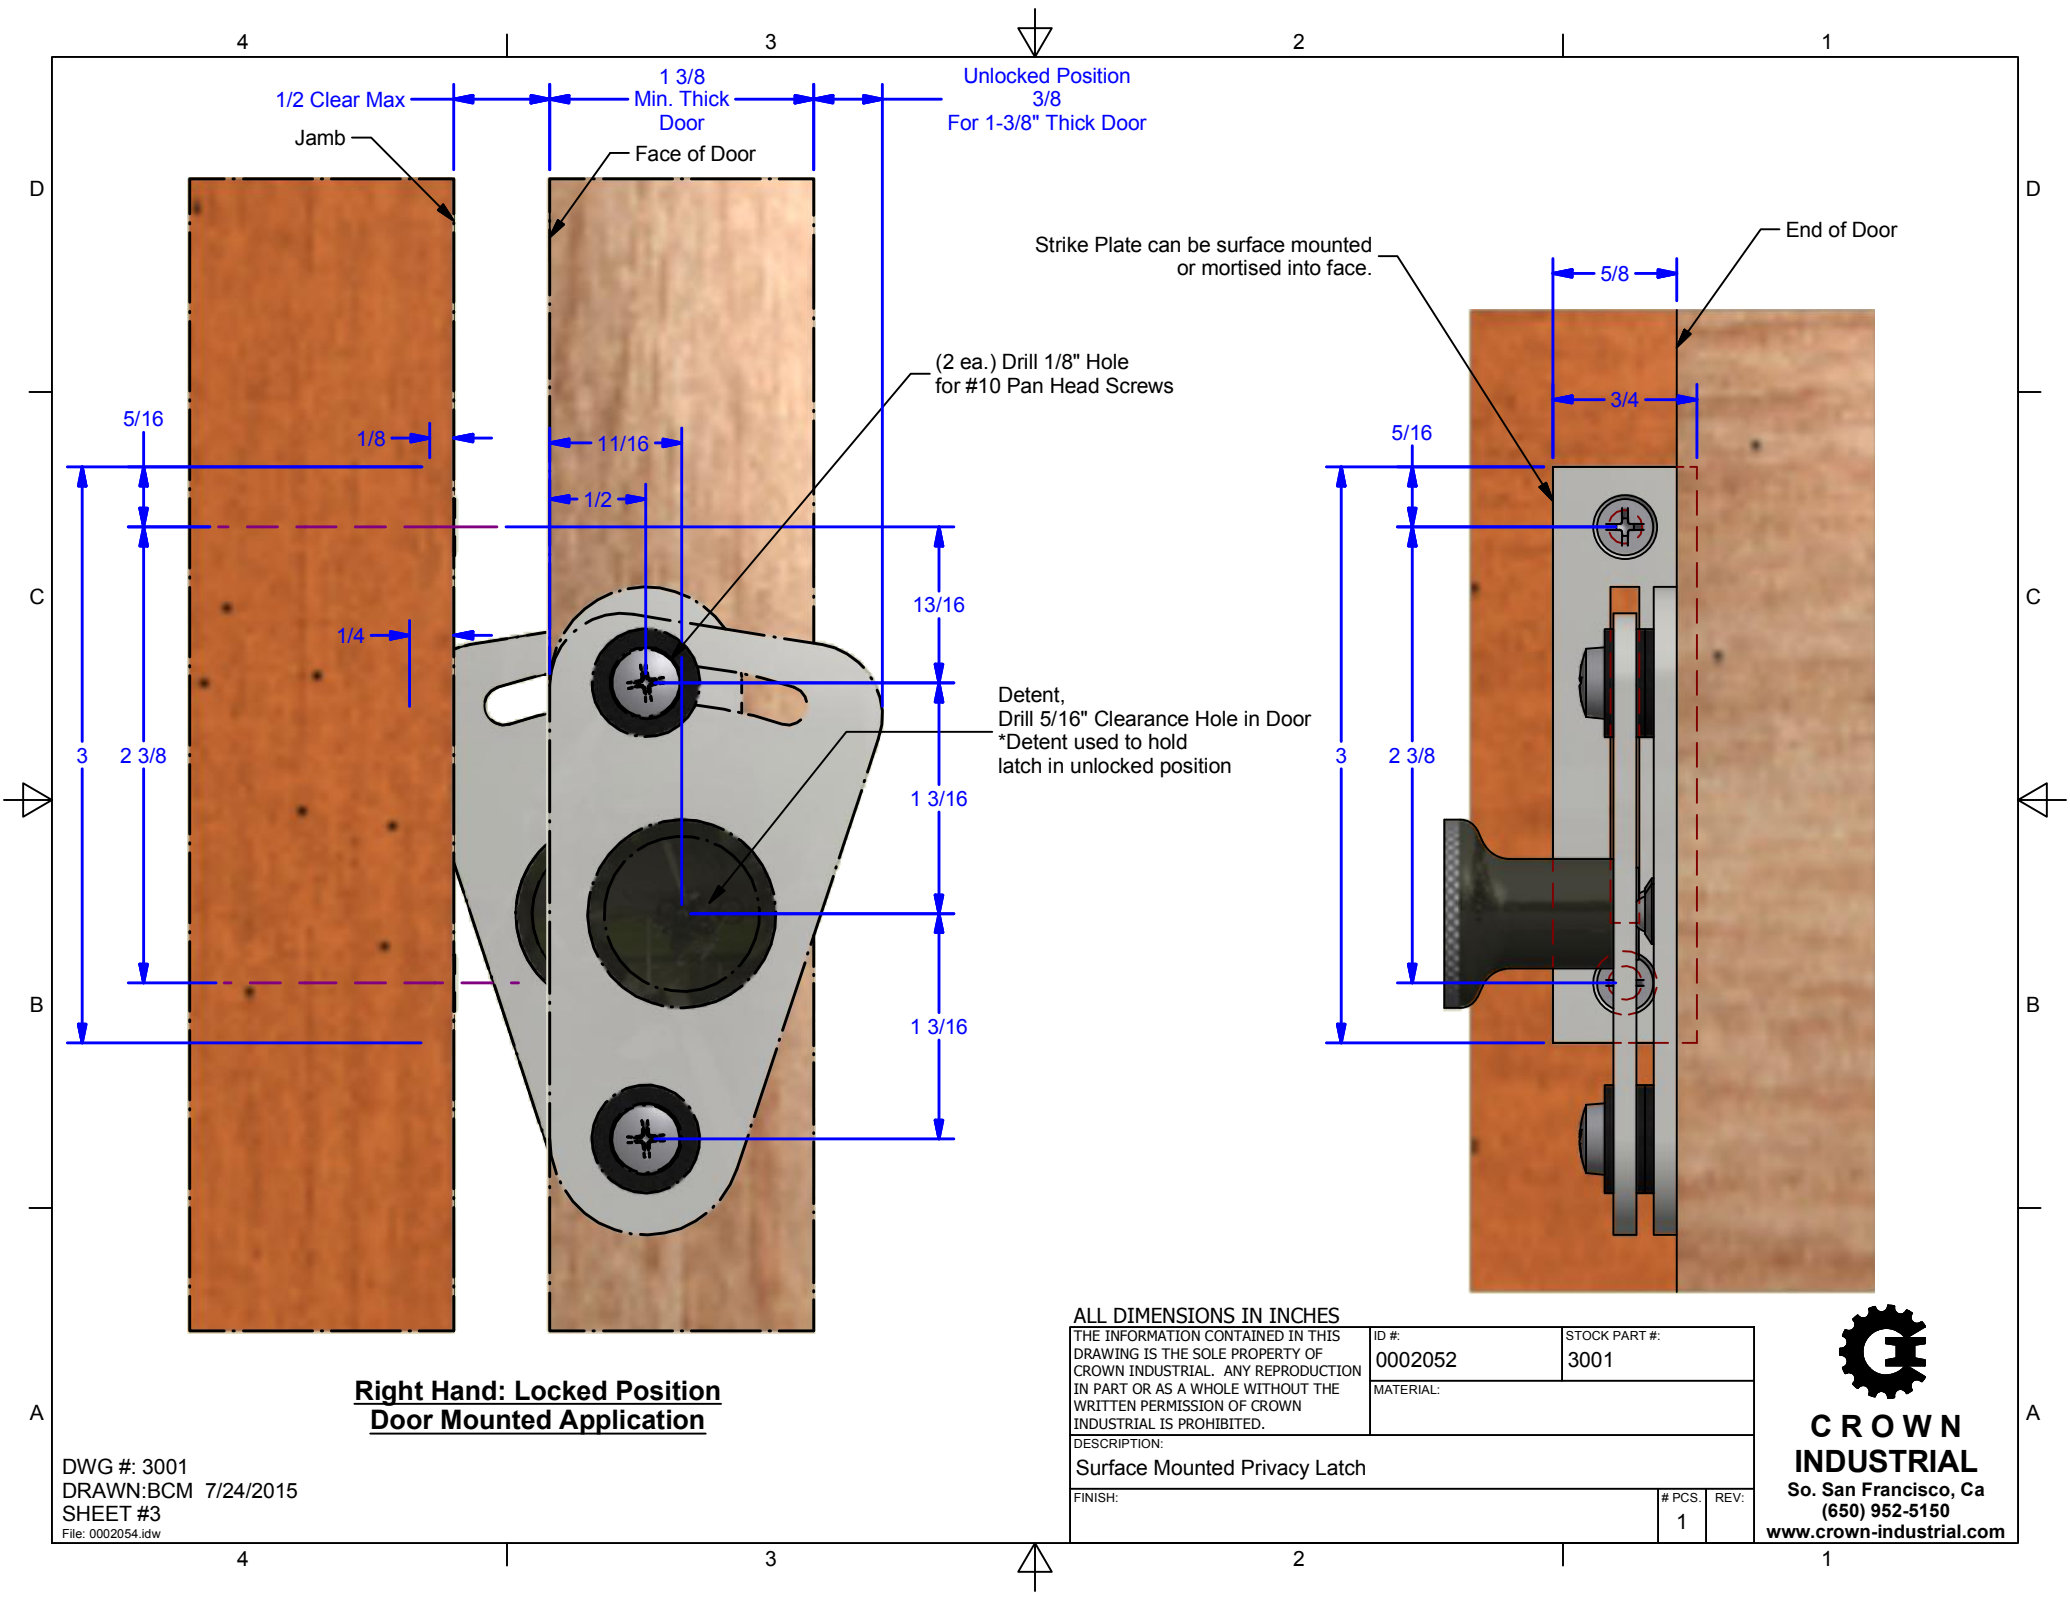 4
3
2
1
1/2 Clear Max
1 3/8
Min. Thick
Door
Unlocked Position
3/8
For 1-3/8" Thick Door
Jamb
Face of Door
D
D
Strike Plate can be surface mounted
or mortised into face.
End of Door
5/8
(2 ea.) Drill 1/8" Hole
for #10 Pan Head Screws
3/4
5/16
1/8
11/16
5/16
1/2
C
13/16
C
1/4
Detent,
Drill 5/16" Clearance Hole in Door
*Detent used to hold
latch in unlocked position
3
2 3/8
1 3/16
3
2 3/8
B
1 3/16
B
ALL DIMENSIONS IN INCHES
THE INFORMATION CONTAINED IN THIS
DRAWING IS THE SOLE PROPERTY OF
CROWN INDUSTRIAL. ANY REPRODUCTION
IN PART OR AS A WHOLE WITHOUT THE
WRITTEN PERMISSION OF CROWN
INDUSTRIAL IS PROHIBITED.
ID #:
0002052
STOCK PART #:
3001
MATERIAL:
DESCRIPTION:
Surface Mounted Privacy Latch
FINISH:
# PCS.
1
REV:
Right Hand: Locked Position
Door Mounted Application
A
A
CROWN
INDUSTRIAL
So. San Francisco, Ca
(650) 952-5150
www.crown-industrial.com
DWG #: 3001
DRAWN:BCM 7/24/2015
SHEET #3
File: 0002054.idw
4
3
2
1